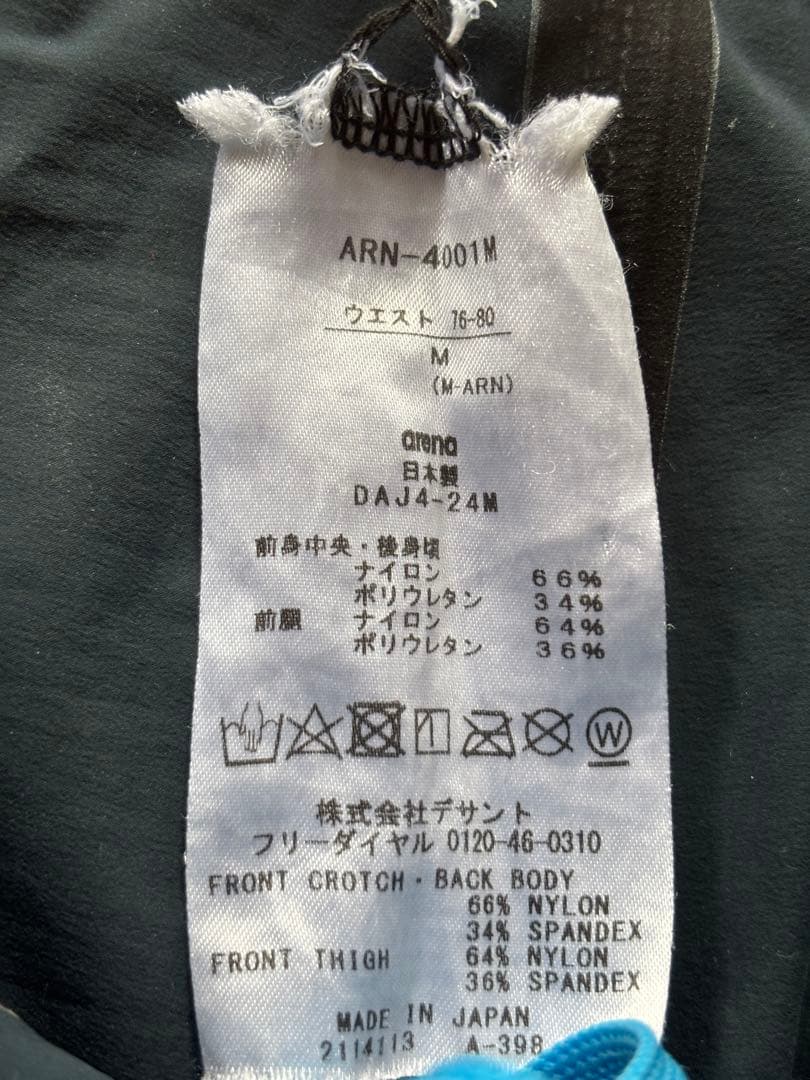 ARN-4001M
ウエスト 76-80
M
(M-ARN)
arena
日本製
DAJ4-24M
前身中央・後身頃
ナイロン 66%
ポリウレタン 34%
前腿 ナイロン 64%
ポリウレタン 36%
W
株式会社デサント
フリーダイヤル 0120-46-0310
FRONT CROTCH・BACK BODY
66% NYLON
34% SPANDEX
FRONT THIGH 64% NYLON
36% SPANDEX
MADE IN JAPAN
2114113 A-398